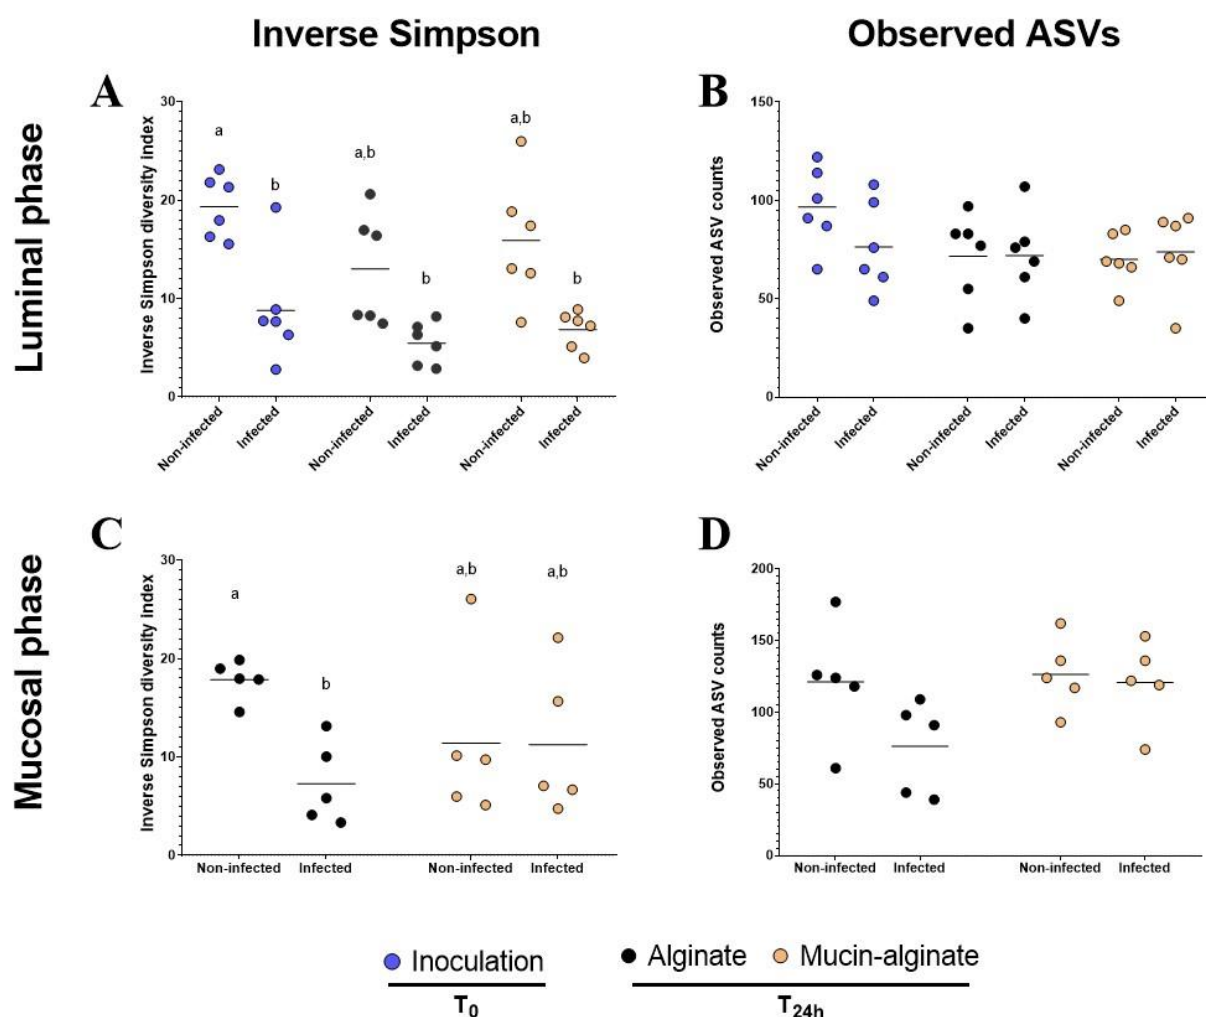 Inverse Simpson
Observed ASVs
Luminal phase
A
Inverse Simpson diversity index
30
20
10
0
a
b
a,b
b
a,b
b
Non-infected
Infected
Non-infected
Infected
Non-infected
Infected
B
Observed ASV counts
150
100
50
0
Non-infected
Infected
Non-infected
Infected
Non-infected
Infected
Mucosal phase
C
Inverse Simpson diversity index
30
20
10
0
a
b
a,b
a,b
Non-infected
Infected
Non-infected
Infected
D
Observed ASV counts
200
150
100
50
0
Non-infected
Infected
Non-infected
Infected
Inoculation
Alginate
Mucin-alginate
T0
T24h